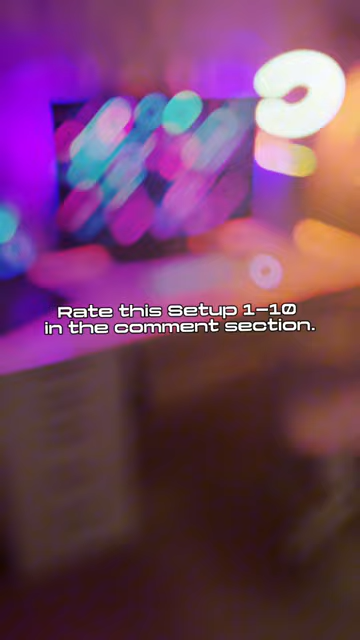 Rate this Setup 1-10
in the comment section.